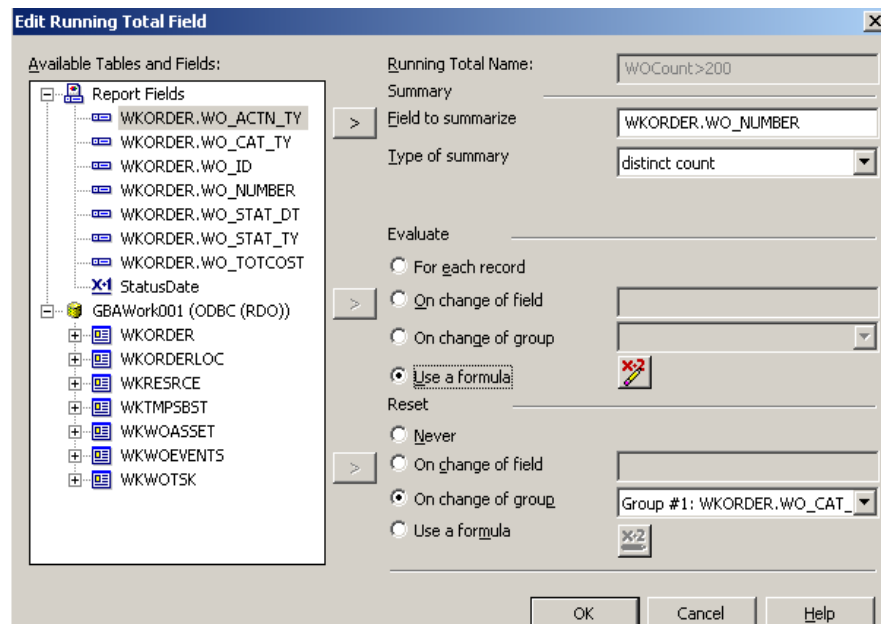 Edit Running Total Field
Available Tables and Fields:
Report Fields
WKORDER.WO_ACTN_TY
WKORDER.WO_CAT_TY
WKORDER.WO_ID
WKORDER.WO_NUMBER
WKORDER.WO_STAT_DT
WKORDER.WO_STAT_TY
WKORDER.WO_TOTCOST
X+1 StatusDate
GBAWork001 (ODBC (RDO))
WKORDER
WKORDERLOC
WKRESRCE
WKTMPSBST
WKWOASSET
WKWOEVENTS
WKWOTSK
Running Total Name: WOCount>200
Summary
> Field to summarize WKORDER.WO_NUMBER
Type of summary distinct count
Evaluate
For each record
> On change of field
On change of group
Use a formula X+2
Reset
Never
> On change of field
On change of group Group #1: WKORDER.WO_CAT_
Use a formula X+2
OK Cancel Help